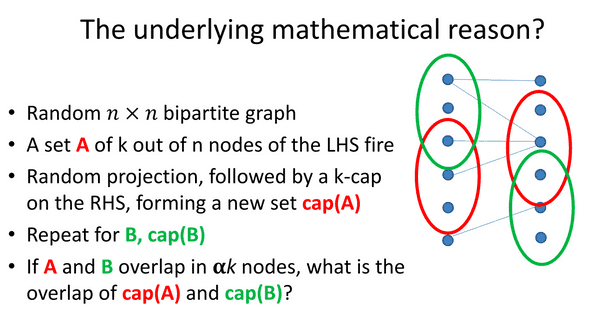 The underlying mathematical reason?
• Random n × n bipartite graph
• A set A of k out of n nodes of the LHS fire
• Random projection, followed by a k-cap
on the RHS, forming a new set cap(A)
• Repeat for B, cap(B)
• If A and B overlap in αk nodes, what is the
overlap of cap(A) and cap(B)?